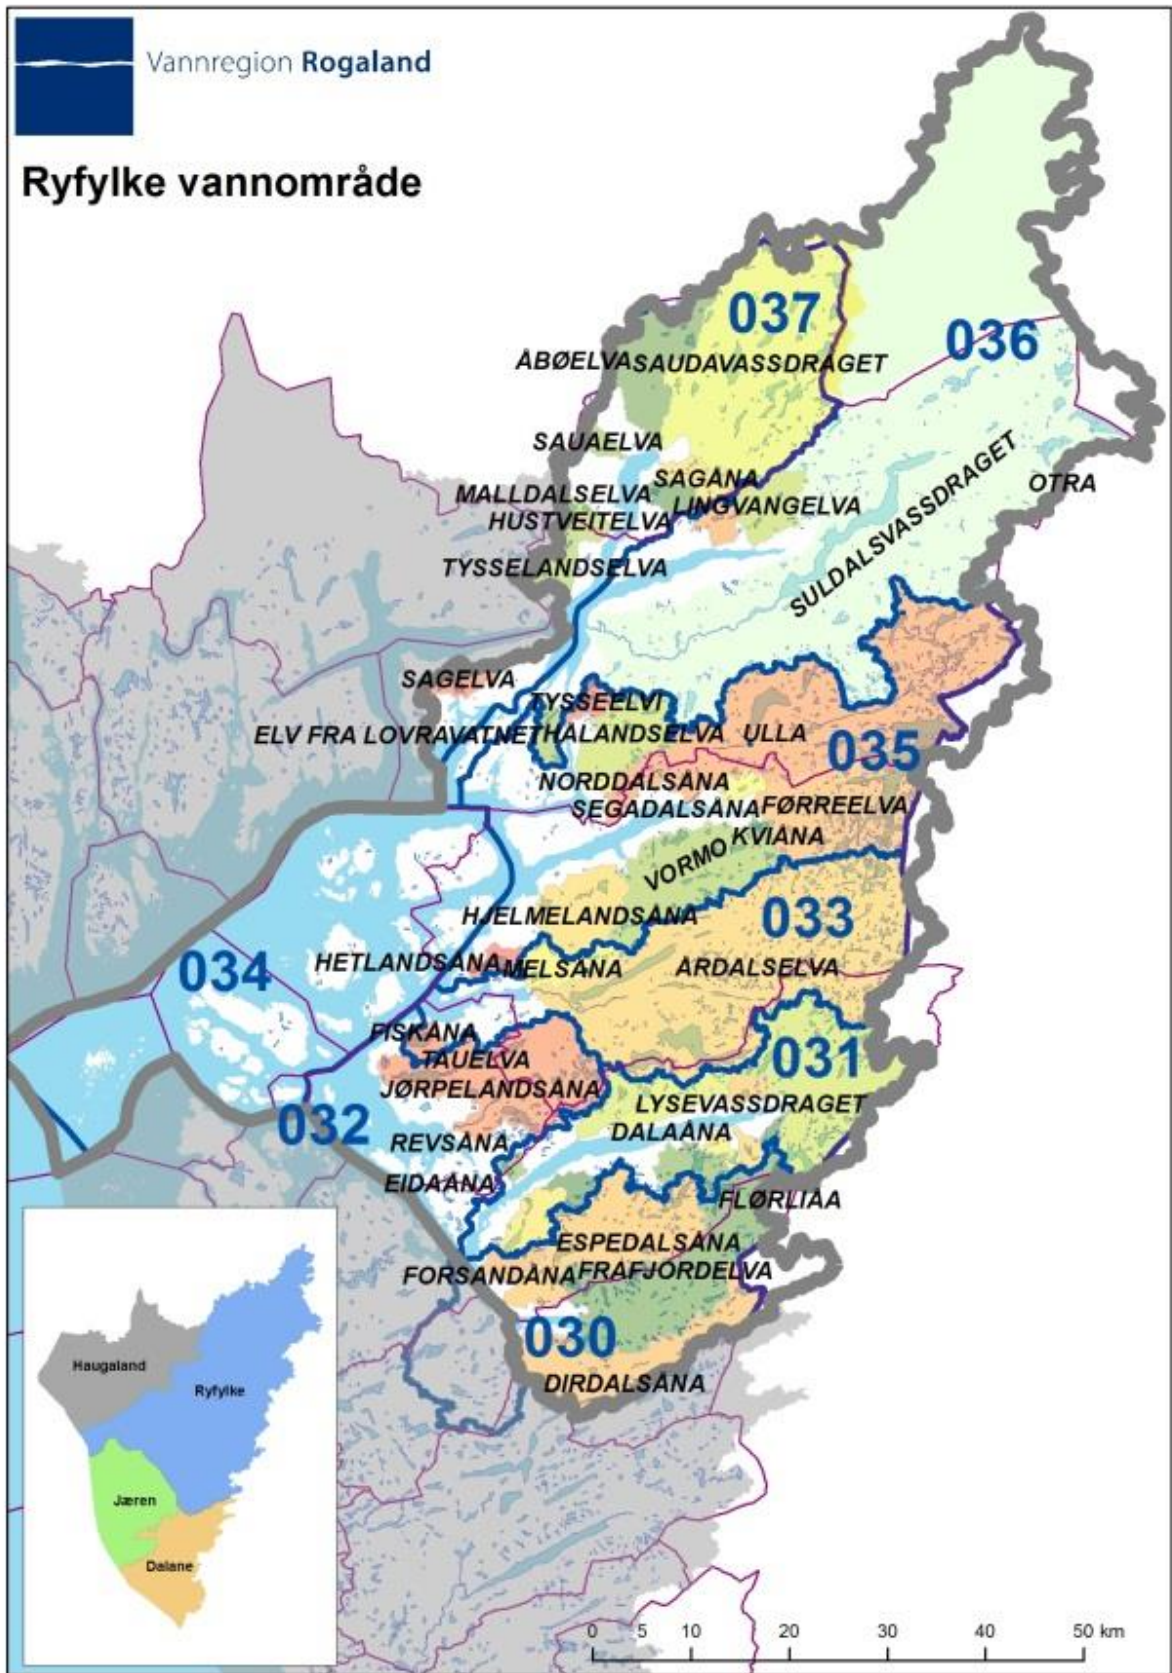 Vannregion Rogaland
Ryfylke vannområde
037
036
ÅBØELVA
SAUDAVASSDRAGET
SAUAELVA
SAGÅNA
OTRA
MALLDALSELVA
LINGVANGELVA
HUSTVEITELVA
SULDALSVASSDRAGET
TYSSELANDSELVA
SAGELVA
TYSSEELVI
ELV FRA LOVRAVATNET
HALANDSELVA
ULLA
035
NORDDALSÅNA
SEGADALSÅNA
FØRREELVA
KVIÅNA
VORMO
HJELMELANDSÅNA
033
034
HETLANDSÅNA
MELSÅNA
ÅRDALSELVA
FISKÅNA
TAUELVA
031
JØRPELANDSÅNA
LYSEVASSDRAGET
032
DALAÅNA
REVSÅNA
EIDAÅNA
FLØRLIÅA
ESPEDALSÅNA
FORSANDÅNA
FRAFJORDELVA
030
DIRDALSÅNA
Haugaland
Ryfylke
Jæren
Dalane
0 5 10 20 30 40 50 km